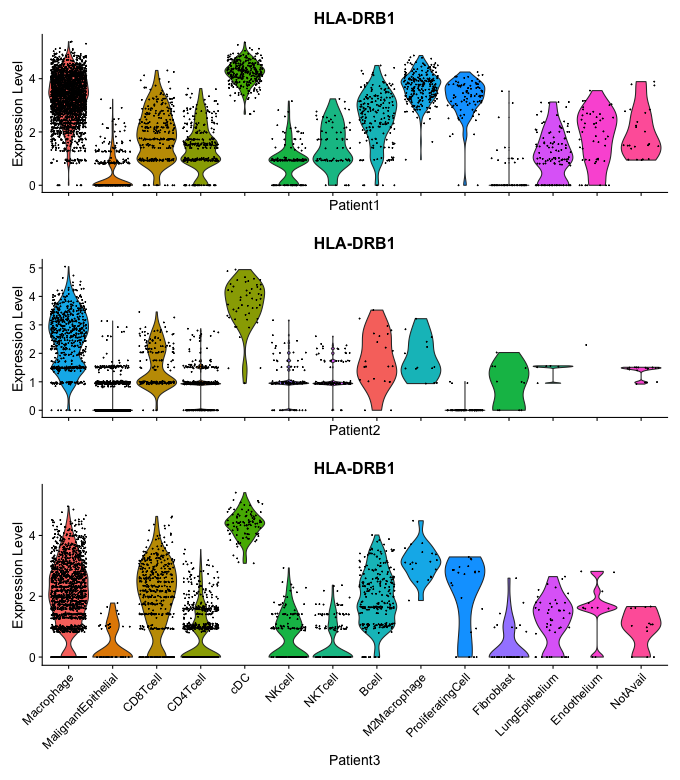 HLA-DRB1
Expression Level
4
2
0
Patient1
HLA-DRB1
Expression Level
5
4
3
2
1
0
Patient2
HLA-DRB1
Expression Level
4
2
0
Macrophage
MalignantEpithelial
CD8Tcell
CD4Tcell
cDC
NKcell
NKTcell
Bcell
M2Macrophage
ProliferatingCell
Fibroblast
LungEpithelium
Endothelium
NotAvail
Patient3